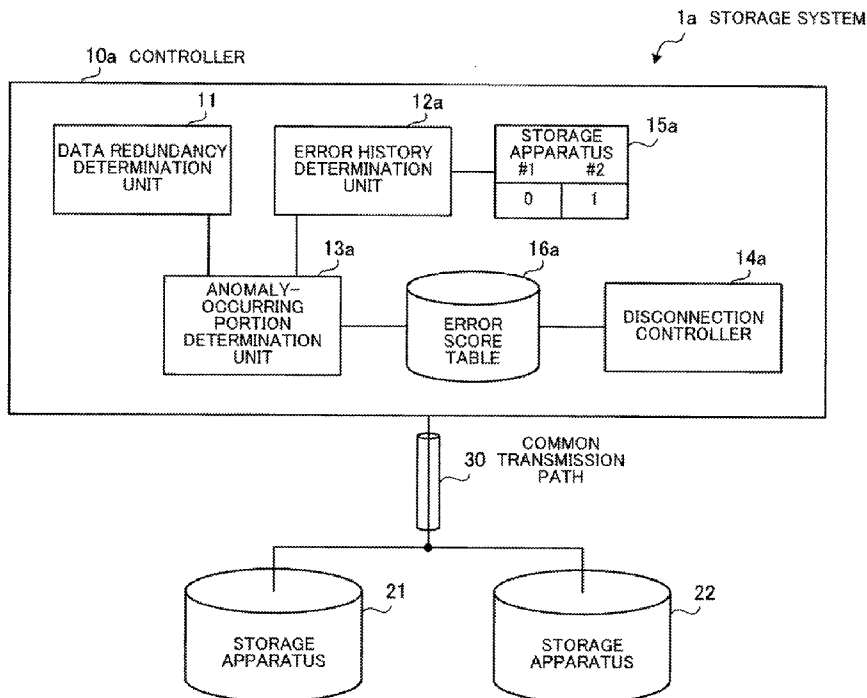 1a STORAGE SYSTEM
10a CONTROLLER
11
DATA REDUNDANCY
DETERMINATION
UNIT
12a
ERROR HISTORY
DETERMINATION
UNIT
15a
STORAGE
APPARATUS
#1 #2
0 1
13a
ANOMALY-
OCCURRING
PORTION
DETERMINATION
UNIT
16a
ERROR
SCORE
TABLE
14a
DISCONNECTION
CONTROLLER
30 COMMON
TRANSMISSION
PATH
21
STORAGE
APPARATUS
22
STORAGE
APPARATUS